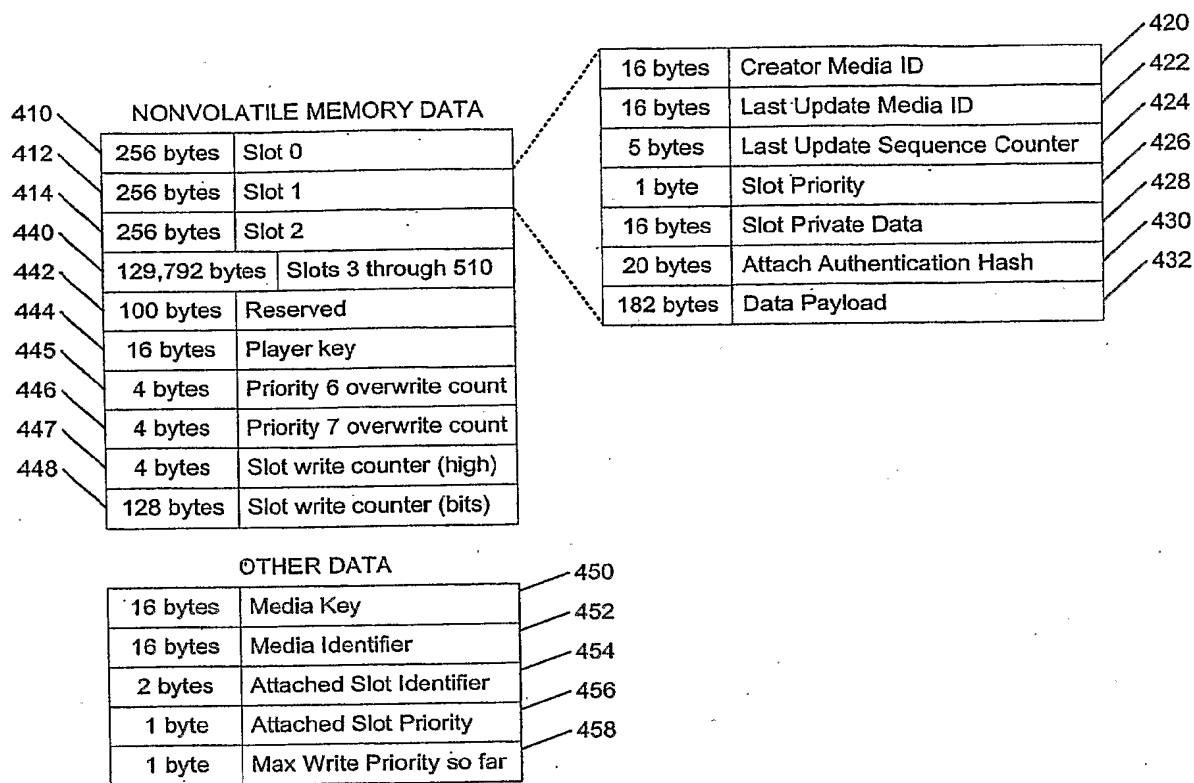 NONVOLATILE MEMORY DATA
410
256 bytes Slot 0
412
256 bytes Slot 1
414
256 bytes Slot 2
440
129,792 bytes Slots 3 through 510
442
100 bytes Reserved
444
16 bytes Player key
445
4 bytes Priority 6 overwrite count
446
4 bytes Priority 7 overwrite count
447
4 bytes Slot write counter (high)
448
128 bytes Slot write counter (bits)
420
16 bytes Creator Media ID
422
16 bytes Last Update Media ID
424
5 bytes Last Update Sequence Counter
426
1 byte Slot Priority
428
16 bytes Slot Private Data
430
20 bytes Attach Authentication Hash
432
182 bytes Data Payload
OTHER DATA
450
16 bytes Media Key
452
16 bytes Media Identifier
454
2 bytes Attached Slot Identifier
456
1 byte Attached Slot Priority
458
1 byte Max Write Priority so far